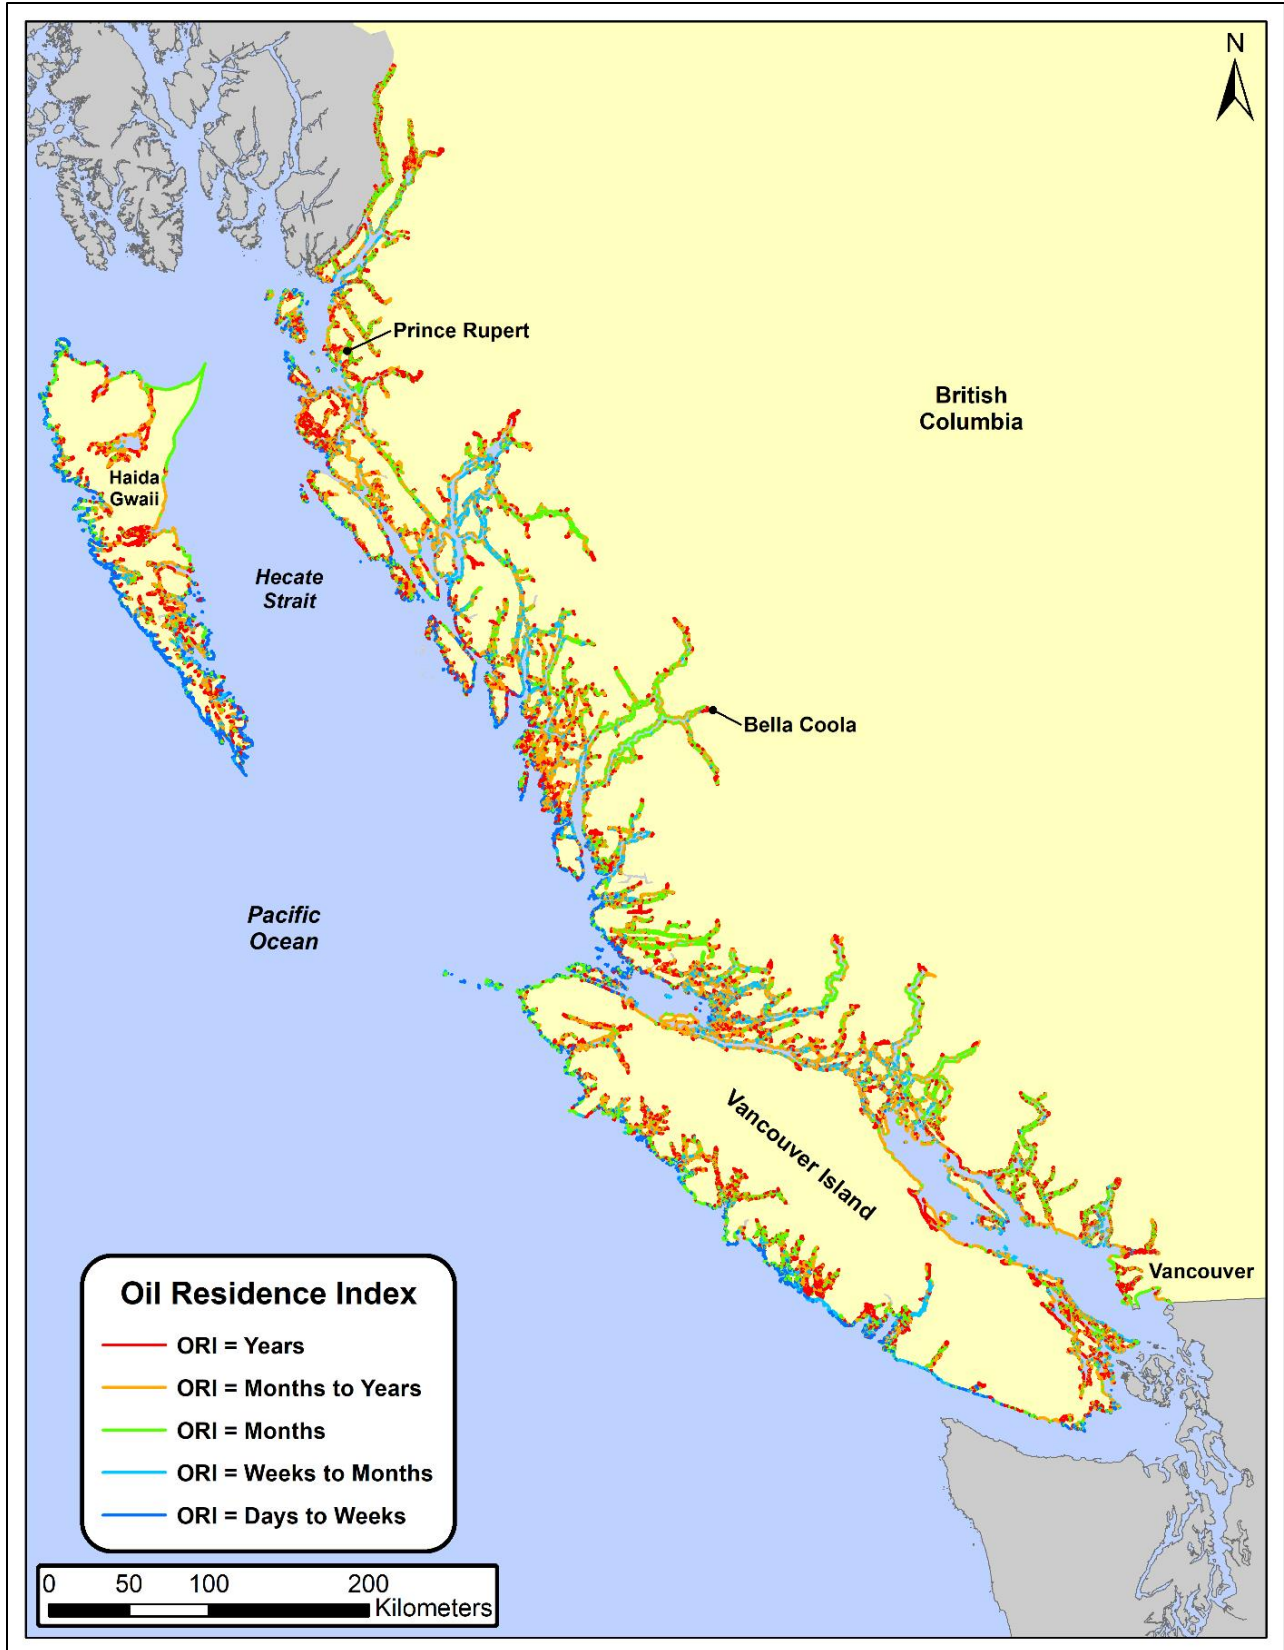 N
Prince Rupert
British
Columbia
Haida
Gwaii
Hecate
Strait
Bella Coola
Pacific
Ocean
Vancouver Island
Vancouver
Oil Residence Index
ORI = Years
ORI = Months to Years
ORI = Months
ORI = Weeks to Months
ORI = Days to Weeks
0 50 100 200
Kilometers